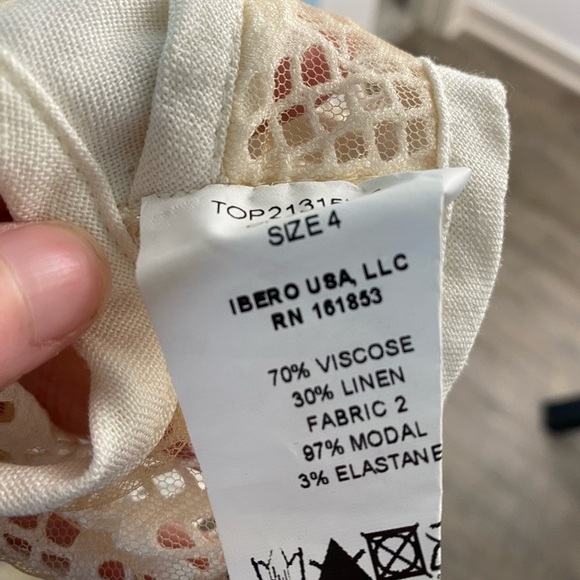 SIZE 4
IBERO USA, LLC
RN 161853
70% VISCOSE
30% LINEN
FABRIC 2
97% MODAL
3% ELASTANE